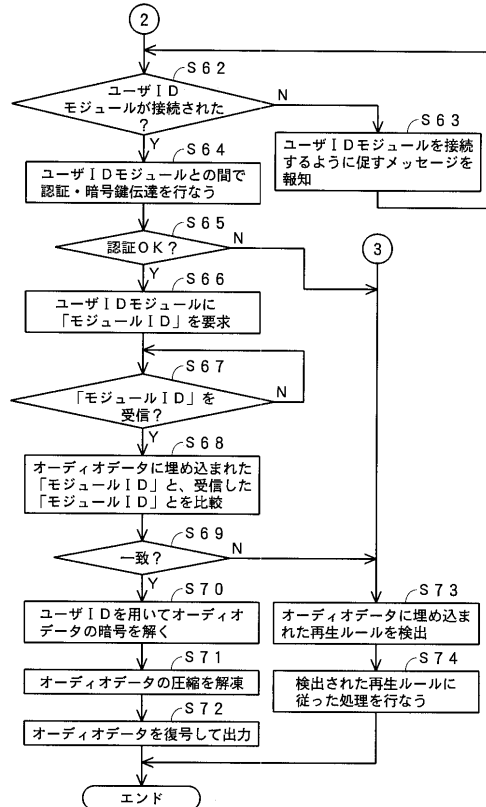 2
S62
ユーザID
モジュールが接続された
?
N
Y
S63
ユーザIDモジュールを接続
するように促すメッセージを
報知
S64
ユーザIDモジュールとの間で
認証・暗号鍵伝達を行なう
S65
認証OK?
N
Y
3
S66
ユーザIDモジュールに
「モジュールID」を要求
S67
「モジュールID」を
受信?
N
Y
S68
オーディオデータに埋め込まれた
「モジュールID」と、受信した
「モジュールID」とを比較
S69
一致?
N
Y
S70
ユーザIDを用いてオーディオ
データの暗号を解く
S71
オーディオデータの圧縮を解凍
S72
オーディオデータを復号して出力
S73
オーディオデータに埋め込ま
れた再生ルールを検出
S74
検出された再生ルールに
従った処理を行なう
エンド